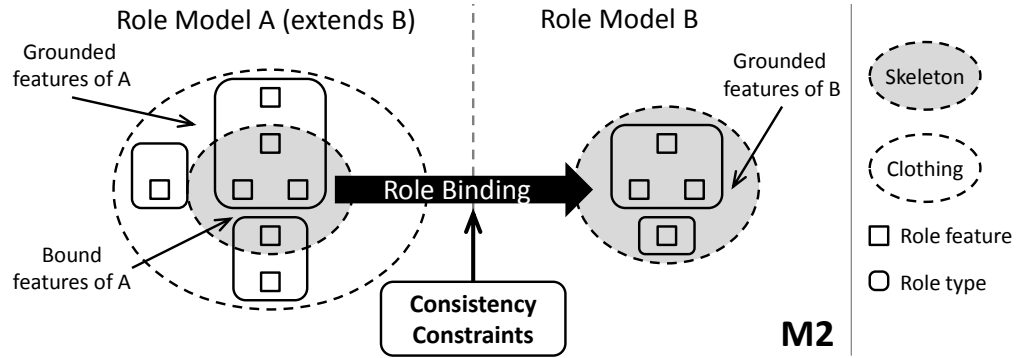 Role Model A (extends B)
Role Model B
Grounded
features of A
Grounded
features of B
Skeleton
Clothing
Role Binding
Bound
features of A
Role feature
Role type
Consistency
Constraints
M2